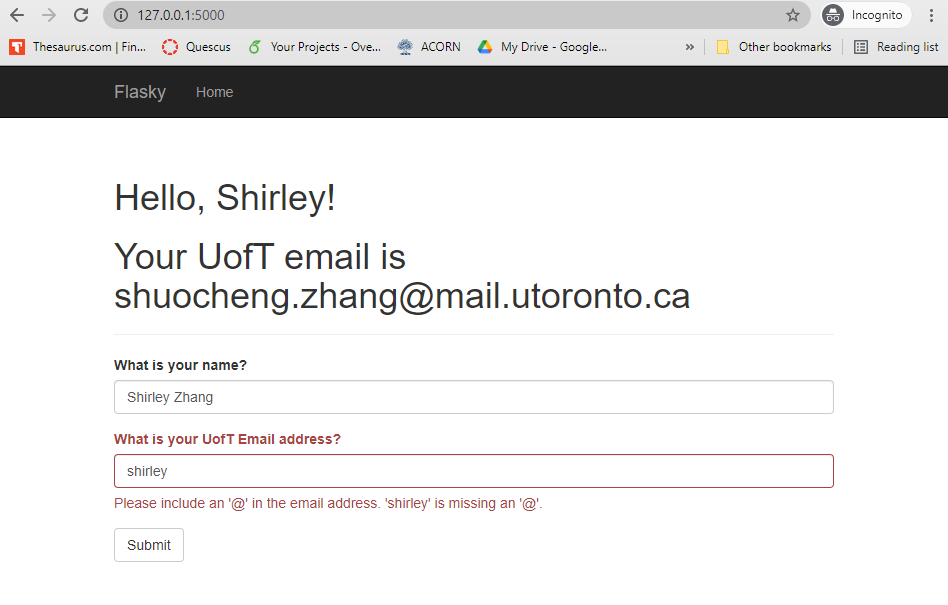 127.0.0.1:5000
Incognito
Thesaurus.com | Fin...
Quescus
Your Projects - Ove...
ACORN
My Drive - Google...
»
Other bookmarks
Reading list
Flasky
Home
Hello, Shirley!
Your UofT email is
shuocheng.zhang@mail.utoronto.ca
What is your name?
Shirley Zhang
What is your UofT Email address?
shirley
Please include an '@' in the email address. 'shirley' is missing an '@'.
Submit